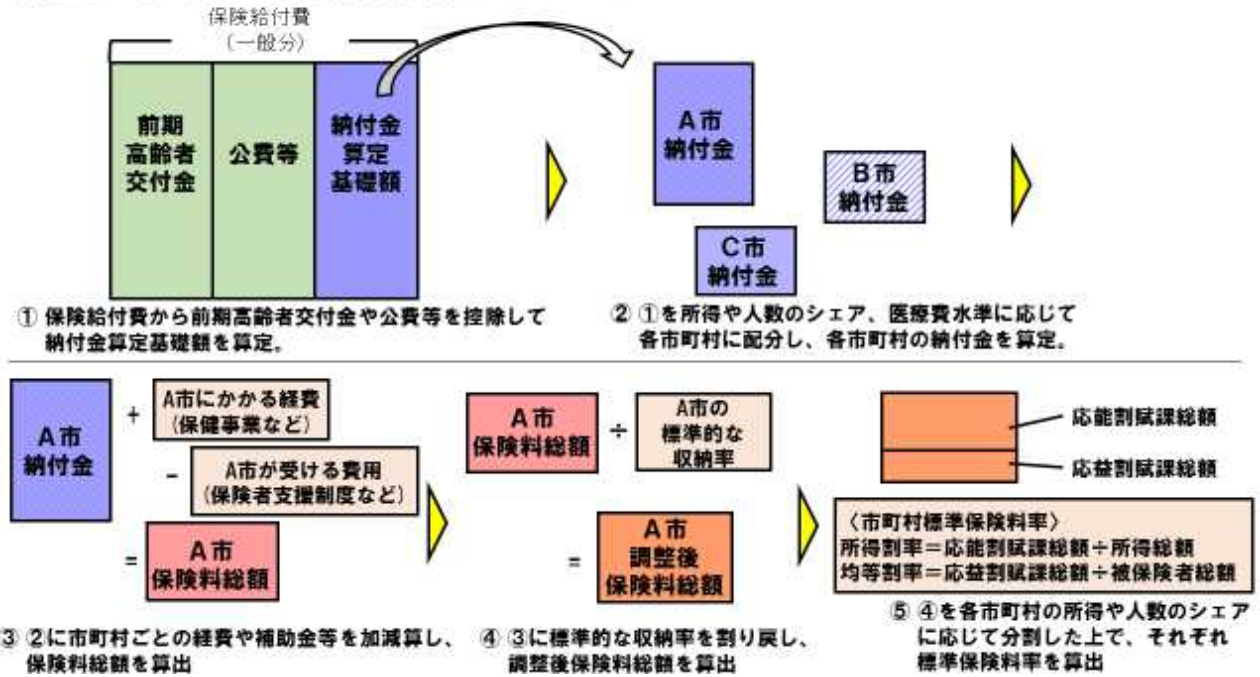 保険給付費
（一般分）
前期
高齢者
交付金
公費等
納付金
算定
基礎額
A市
納付金
B市
納付金
C市
納付金
① 保険給付費から前期高齢者交付金や公費等を控除して
納付金算定基礎額を算定。
② ①を所得や人数のシェア、医療費水準に応じて
各市町村に配分し、各市町村の納付金を算定。
A市
納付金
+
A市にかかる経費
(保健事業など)
-
A市が受ける費用
(保険者支援制度など)
=
A市
保険料総額
③ ②に市町村ごとの経費や補助金等を加減算し、
保険料総額を算出
A市
保険料総額
÷
A市の
標準的な
収納率
=
A市
調整後
保険料総額
④ ③に標準的な収納率を割り戻し、
調整後保険料総額を算出
応能割賦課総額
応益割賦課総額
〈市町村標準保険料率〉
所得割率＝応能割賦課総額÷所得総額
均等割率＝応益割賦課総額÷被保険者総額
⑤ ④を各市町村の所得や人数のシェア
に応じて分割した上で、それぞれ
標準保険料率を算出